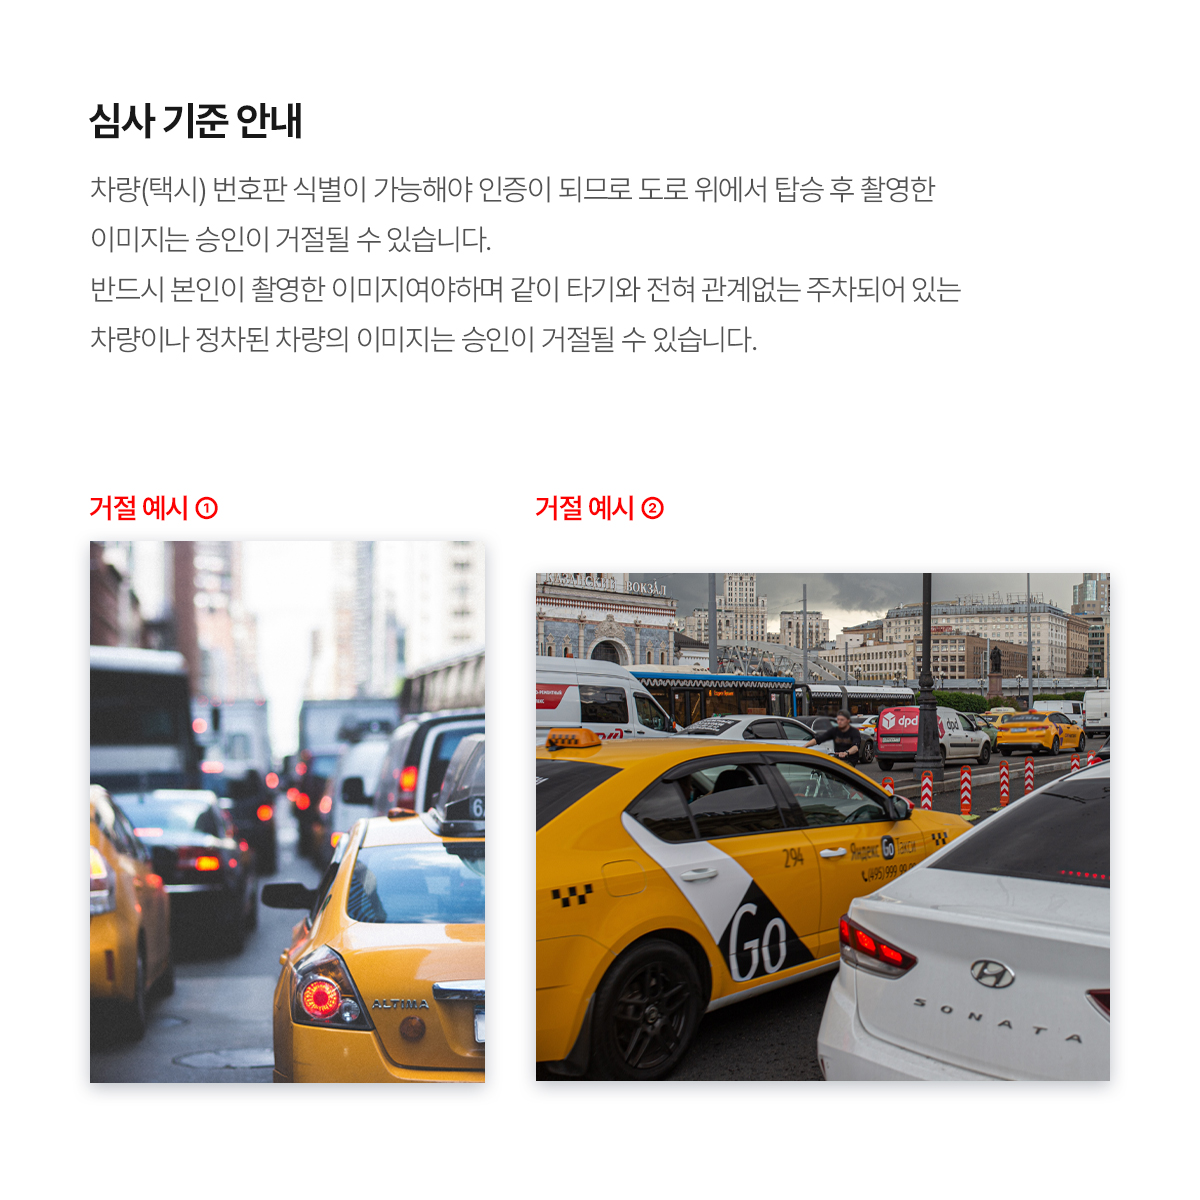 심사 기준 안내
차량(택시) 번호판 식별이 가능해야 인증이 되므로 도로 위에서 탑승 후 촬영한
이미지는 승인이 거절될 수 있습니다.
반드시 본인이 촬영한 이미지여야하며 같이 타기와 전혀 관계없는 주차되어 있는
차량이나 정차된 차량의 이미지는 승인이 거절될 수 있습니다.
거절 예시 ①
거절 예시 ②
КАЗАНСКИЙ ВОКЗАЛ
dpd
dpd
6
294
Яндекс Go Такси
(495) 999
Go
ALTIMA
SONATA